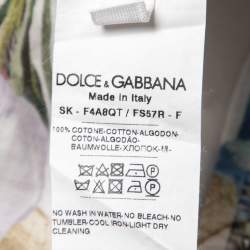 DOLCE & GABBANA
Made in Italy
SK - F4A8QT / FS57R - F
100% COTONE-COTTON-ALGODON-
COTON-ALGODÃO-
BAUMWOLLE-ХЛОПОК-棉
NO WASH IN WATER-NO BLEACH-NO
TUMBLER-COOL IRON-LIGHT DRY
CLEANING